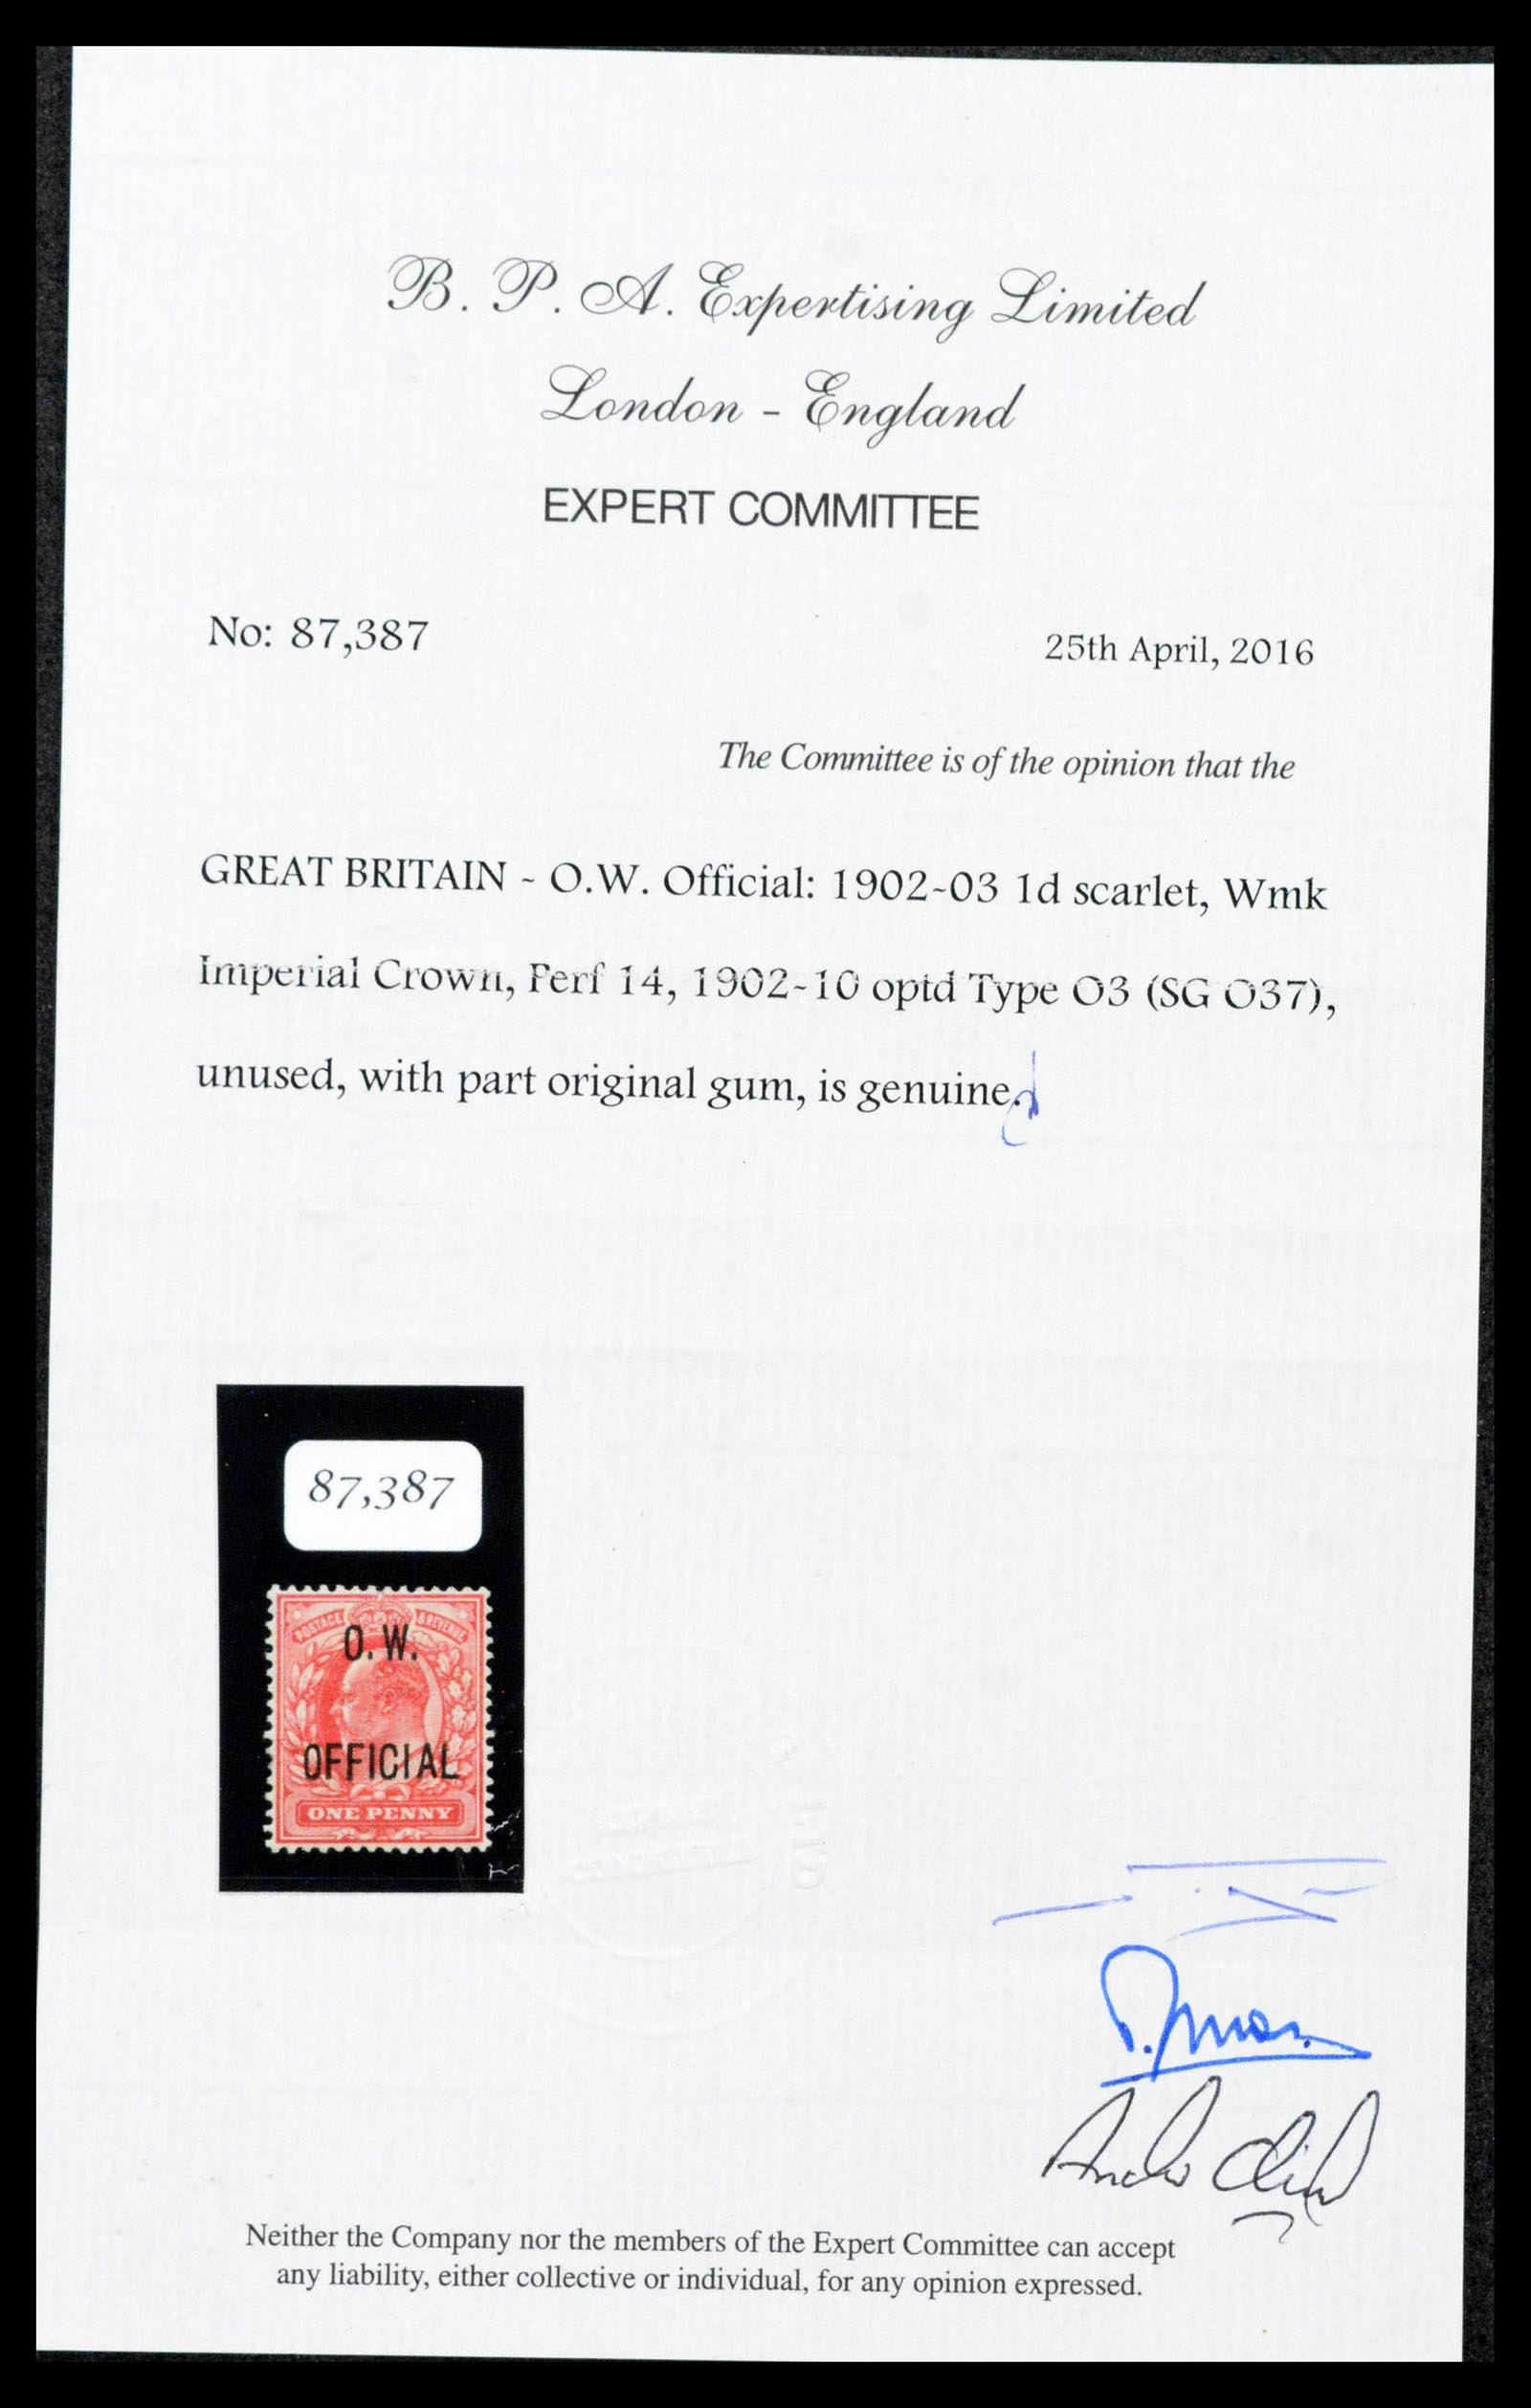 B. P. A. Expertising Limited
London - England
EXPERT COMMITTEE
No: 87,387
25th April, 2016
The Committee is of the opinion that the
GREAT BRITAIN ~ O.W. Official: 1902~03 1d scarlet, Wmk
Imperial Crown, Perf 14, 1902~10 optd Type O3 (SG O37),
unused, with part original gum, is genuine.
87,387
POSTAGE & REVENUE
O.W.
OFFICIAL
ONE PENNY
Neither the Company nor the members of the Expert Committee can accept
any liability, either collective or individual, for any opinion expressed.